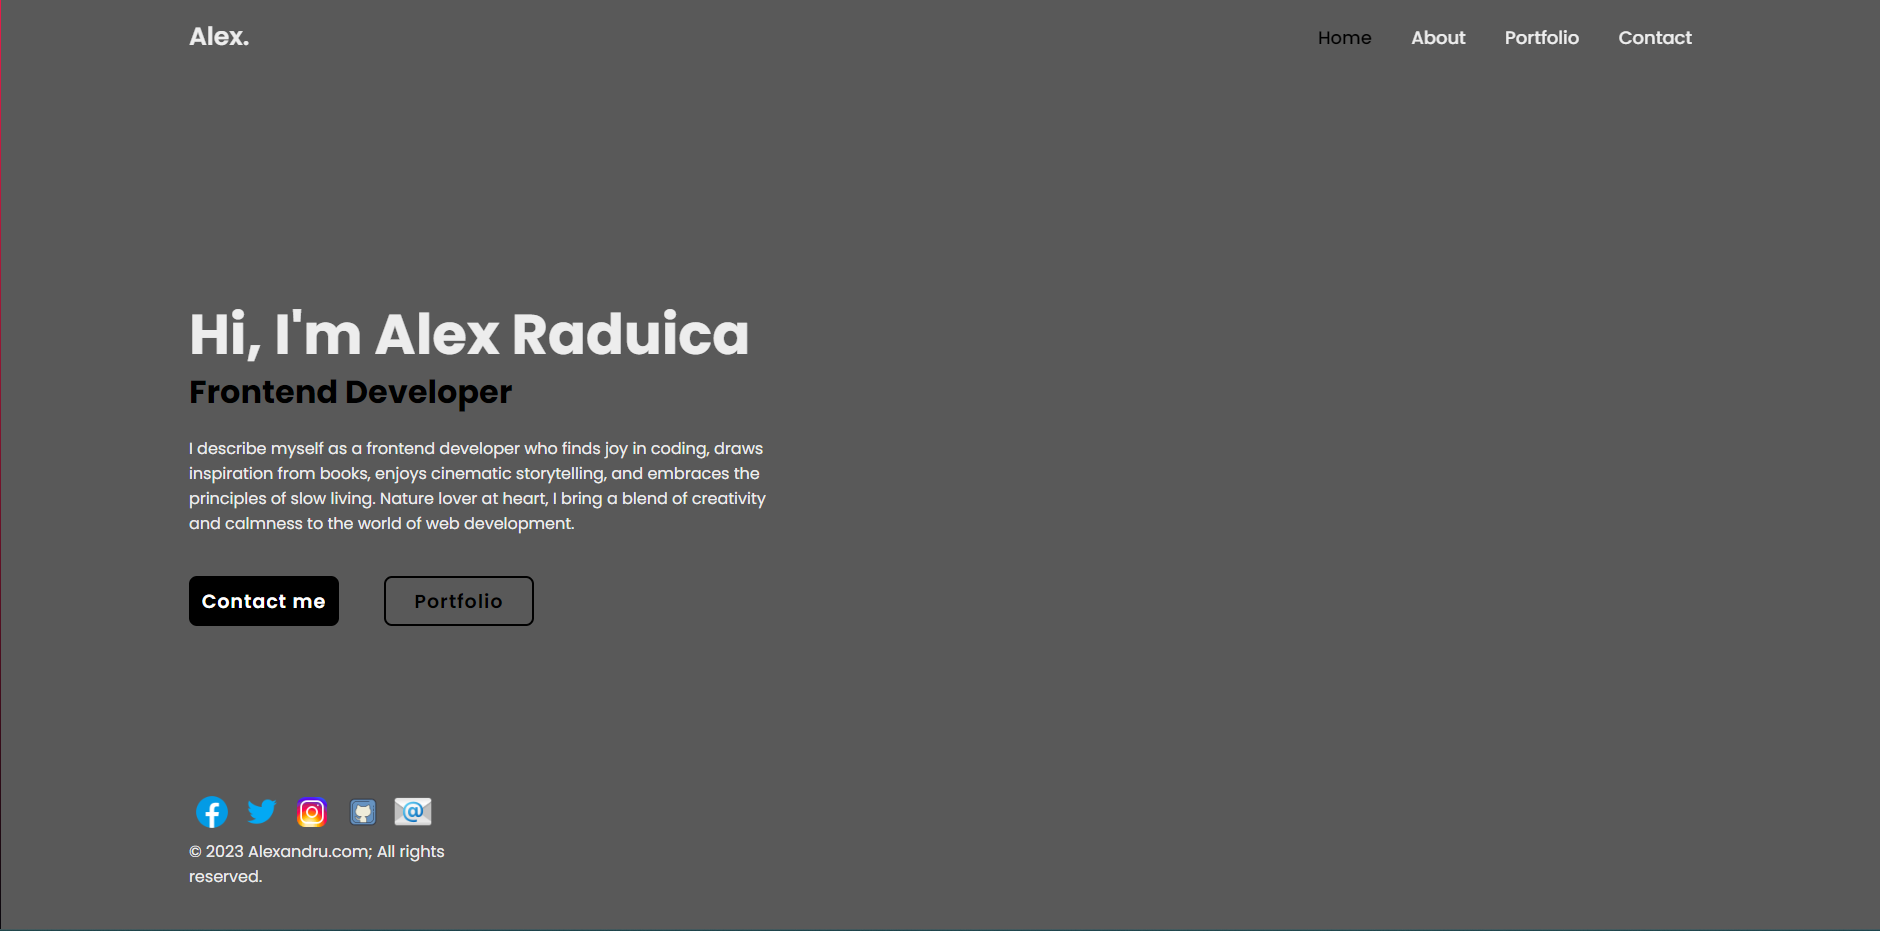 Alex.
Home About Portfolio Contact
Hi, I'm Alex Raduica
Frontend Developer
I describe myself as a frontend developer who finds joy in coding, draws
inspiration from books, enjoys cinematic storytelling, and embraces the
principles of slow living. Nature lover at heart, I bring a blend of creativity
and calmness to the world of web development.
Contact me Portfolio
© 2023 Alexandru.com; All rights
reserved.